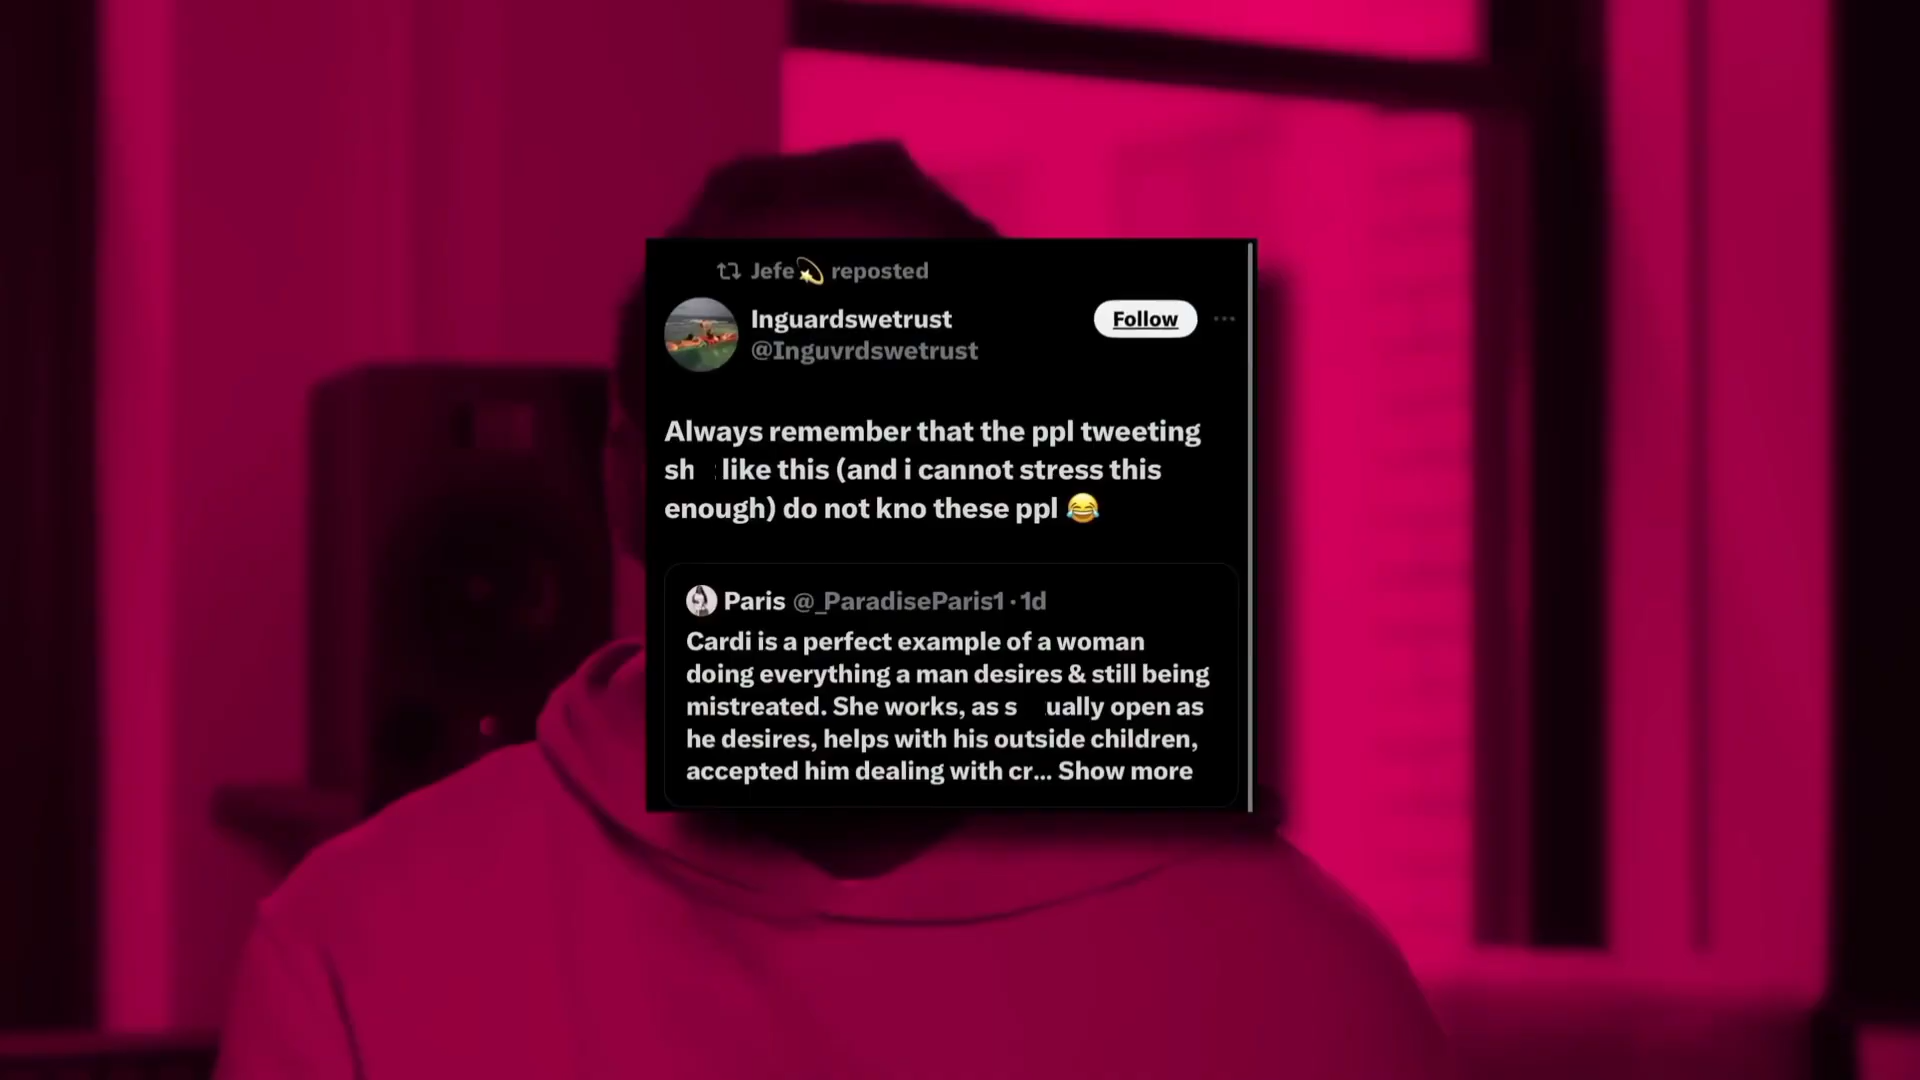 Jefe💫 reposted
Inguardswetrust
Follow
@Inguvrdswetrust
Always remember that the ppl tweeting
sh like this (and i cannot stress this
enough) do not kno these ppl 😂
Paris @_ParadiseParis1 · 1d
Cardi is a perfect example of a woman
doing everything a man desires & still being
mistreated. She works, as s ually open as
he desires, helps with his outside children,
accepted him dealing with cr... Show more